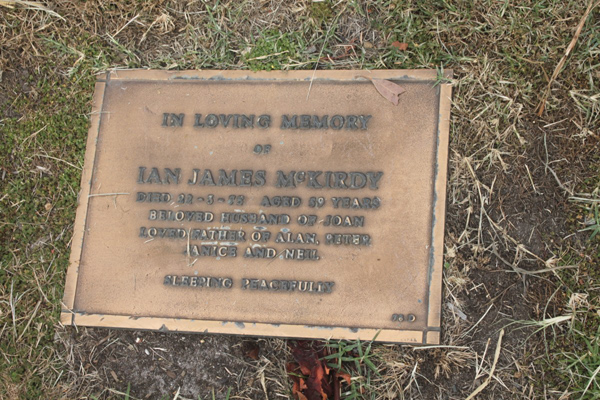 IN LOVING MEMORY
OF
IAN JAMES McKIRDY
DIED AGED 59 YEARS
BELOVED HUSBAND OF JOAN
LOVED FATHER OF ALAN, PETER
JANICE AND NEIL
SLEEPING PEACEFULLY